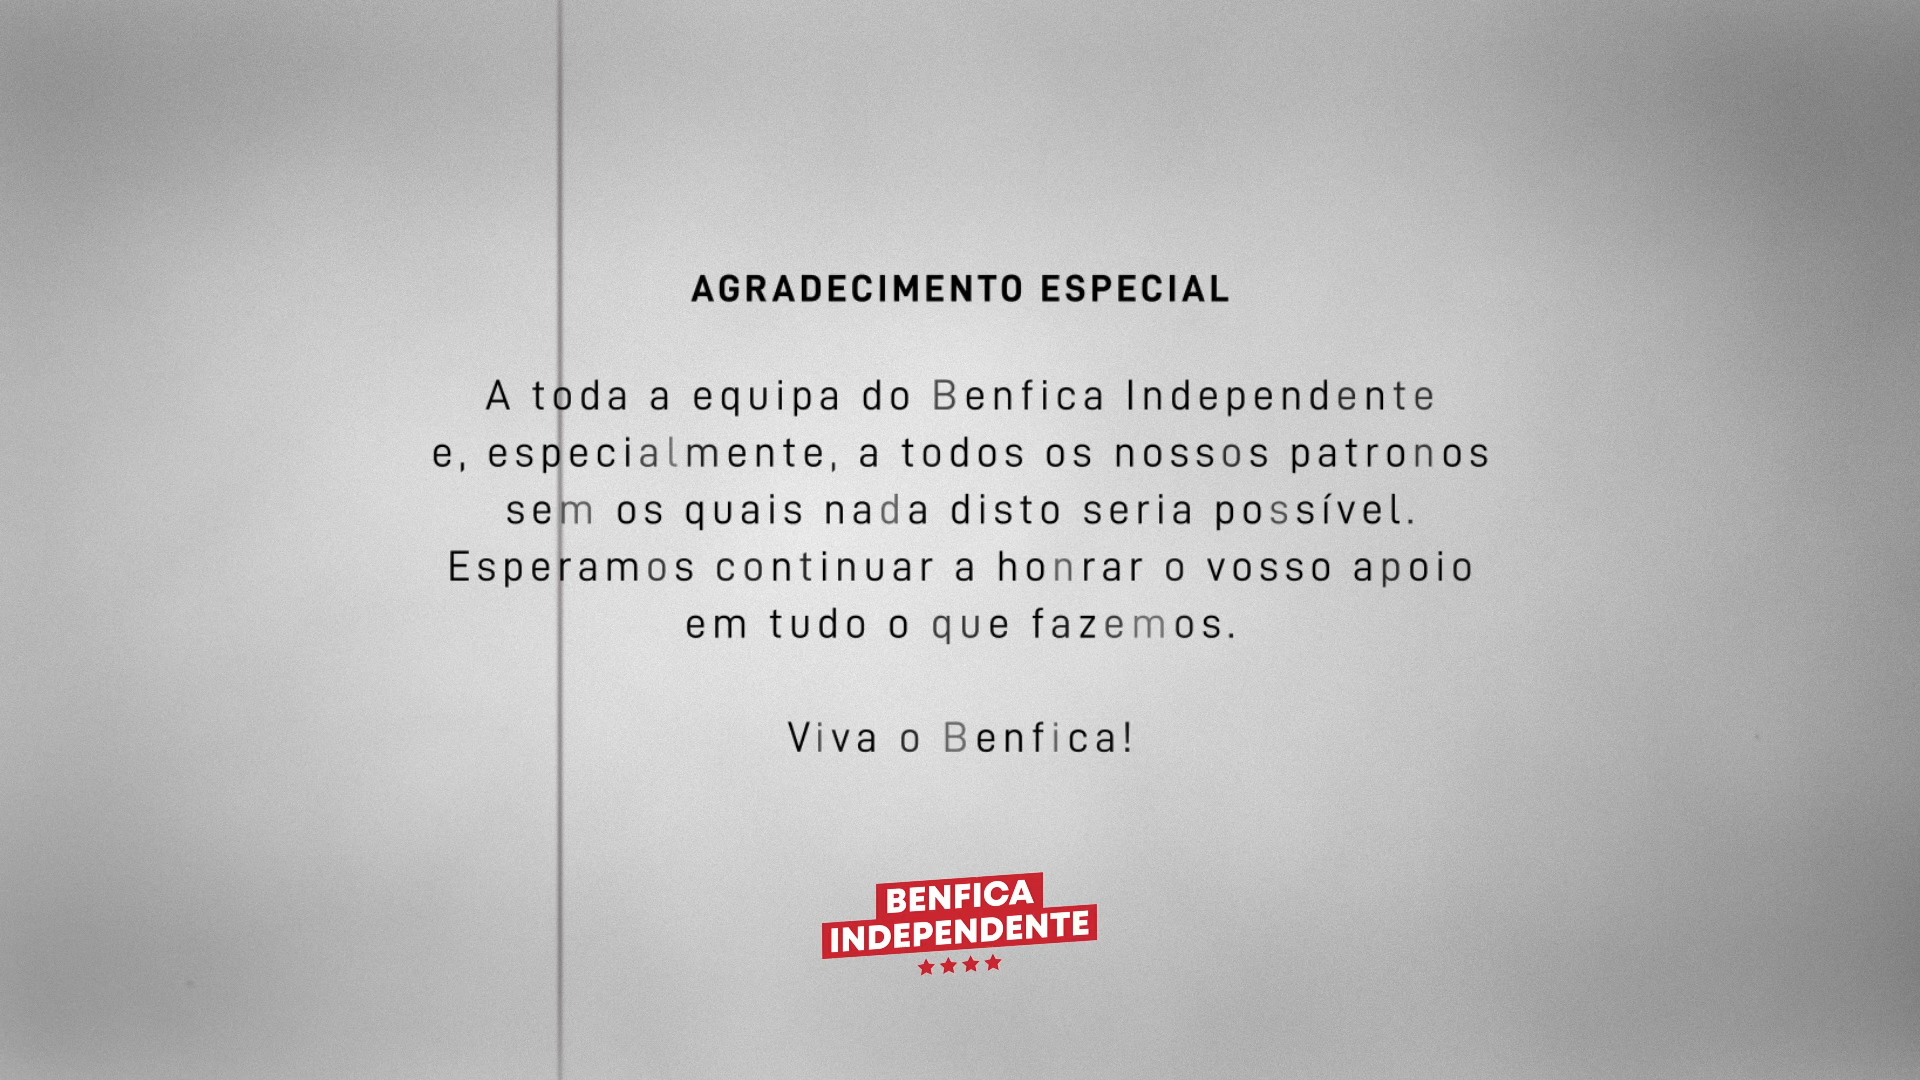 AGRADECIMENTO ESPECIAL
A toda a equipa do Benfica Independente
e, especialmente, a todos os nossos patronos
sem os quais nada disto seria possível.
Esperamos continuar a honrar o vosso apoio
em tudo o que fazemos.
Viva o Benfica!
BENFICA
INDEPENDENTE